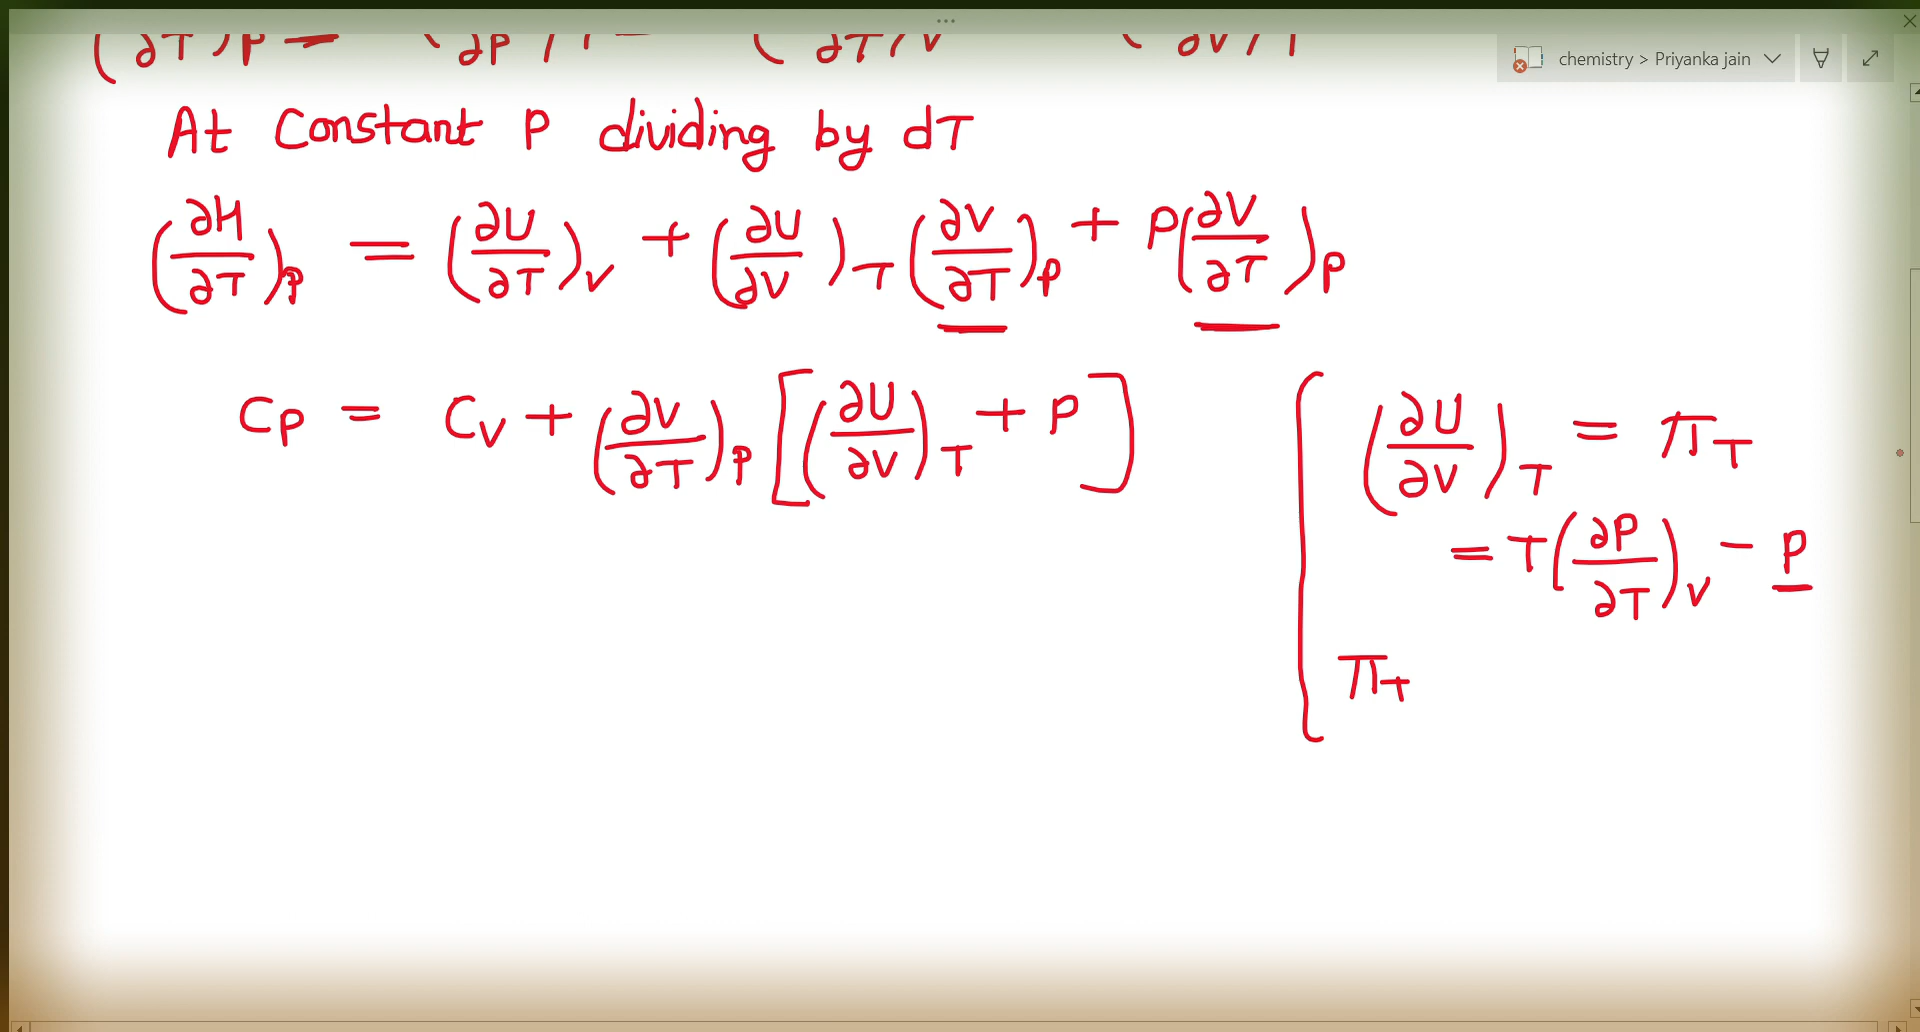 chemistry > Priyanka jain
At Constant P dividing by dT
(∂H/∂T)p = (∂U/∂T)v + (∂U/∂V)T (∂V/∂T)p + P(∂V/∂T)p
Cp = Cv + (∂V/∂T)p [(∂U/∂V)T + P]
(∂U/∂V)T = πT
= T(∂P/∂T)v - P
πT